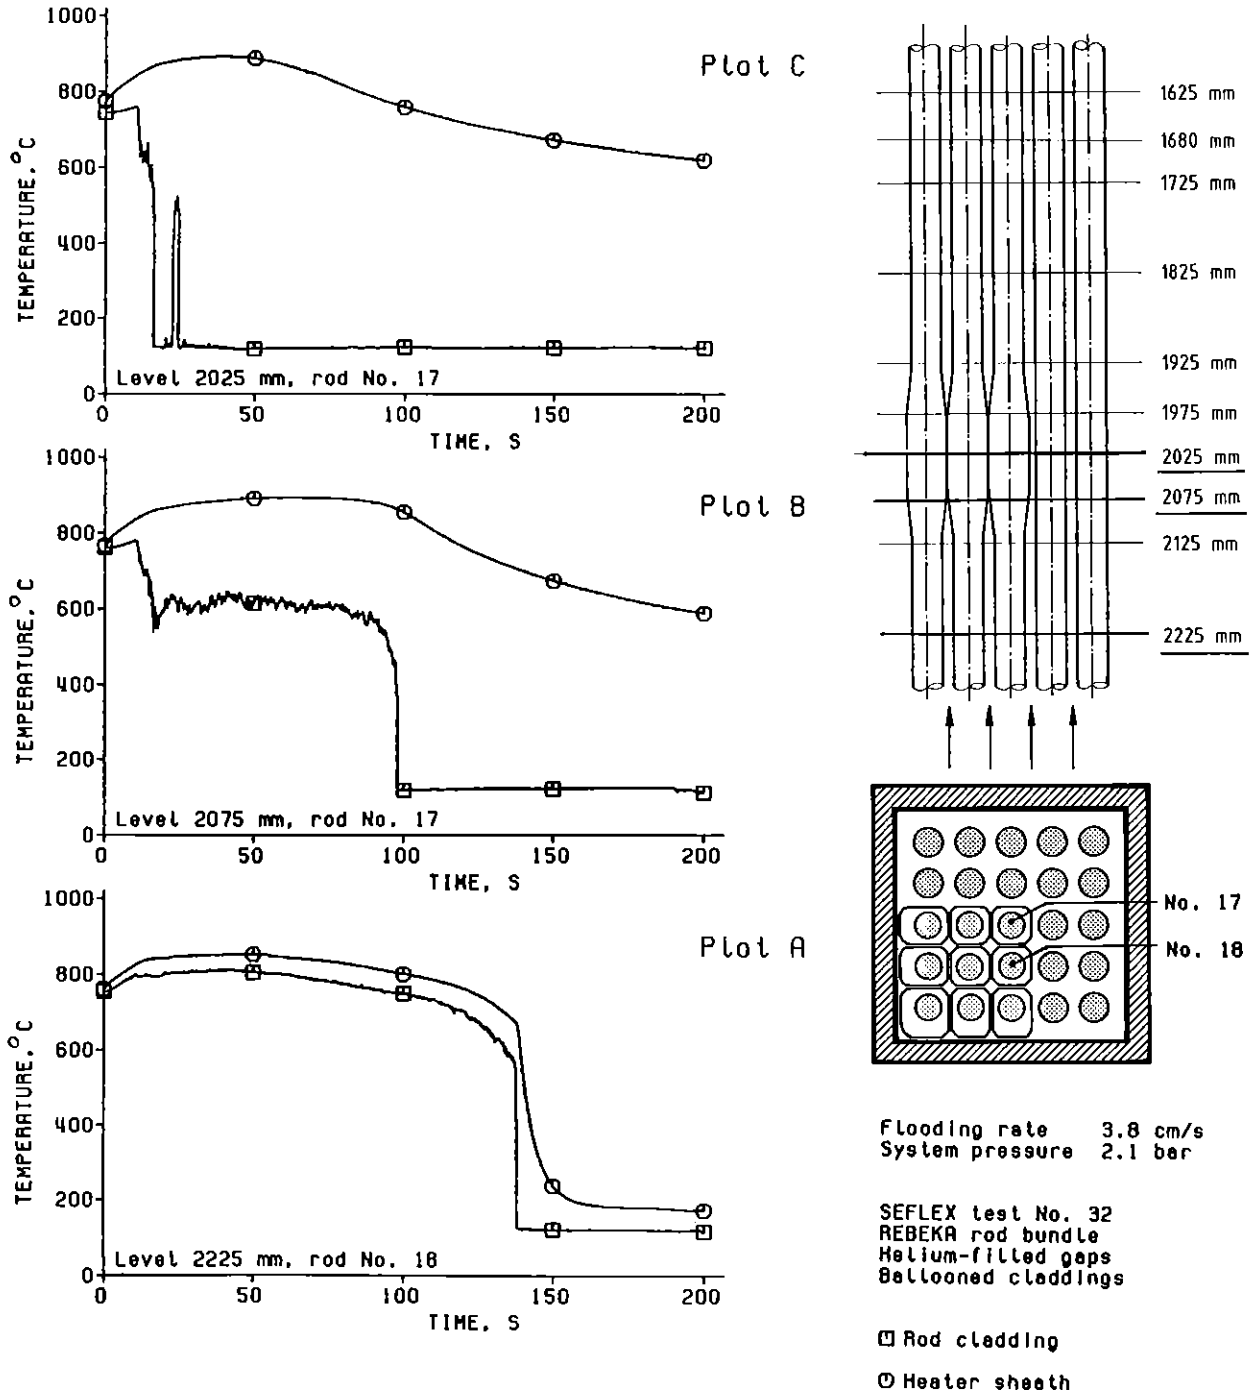 1000
800
600
400
200
0
TEMPERATURE, °C
Plot C
Level 2025 mm, rod No. 17
0 50 100 150 200
TIME, S
1000
800
600
400
200
0
TEMPERATURE, °C
Plot B
Level 2075 mm, rod No. 17
0 50 100 150 200
TIME, S
1000
800
600
400
200
0
TEMPERATURE, °C
Plot A
Level 2225 mm, rod No. 18
0 50 100 150 200
TIME, S
1625 mm
1680 mm
1725 mm
1825 mm
1925 mm
1975 mm
2025 mm
2075 mm
2125 mm
2225 mm
No. 17
No. 18
Flooding rate 3.8 cm/s
System pressure 2.1 bar
SEFLEX test No. 32
REBEKA rod bundle
Helium-filled gaps
Ballooned claddings
Rod cladding
Heater sheath